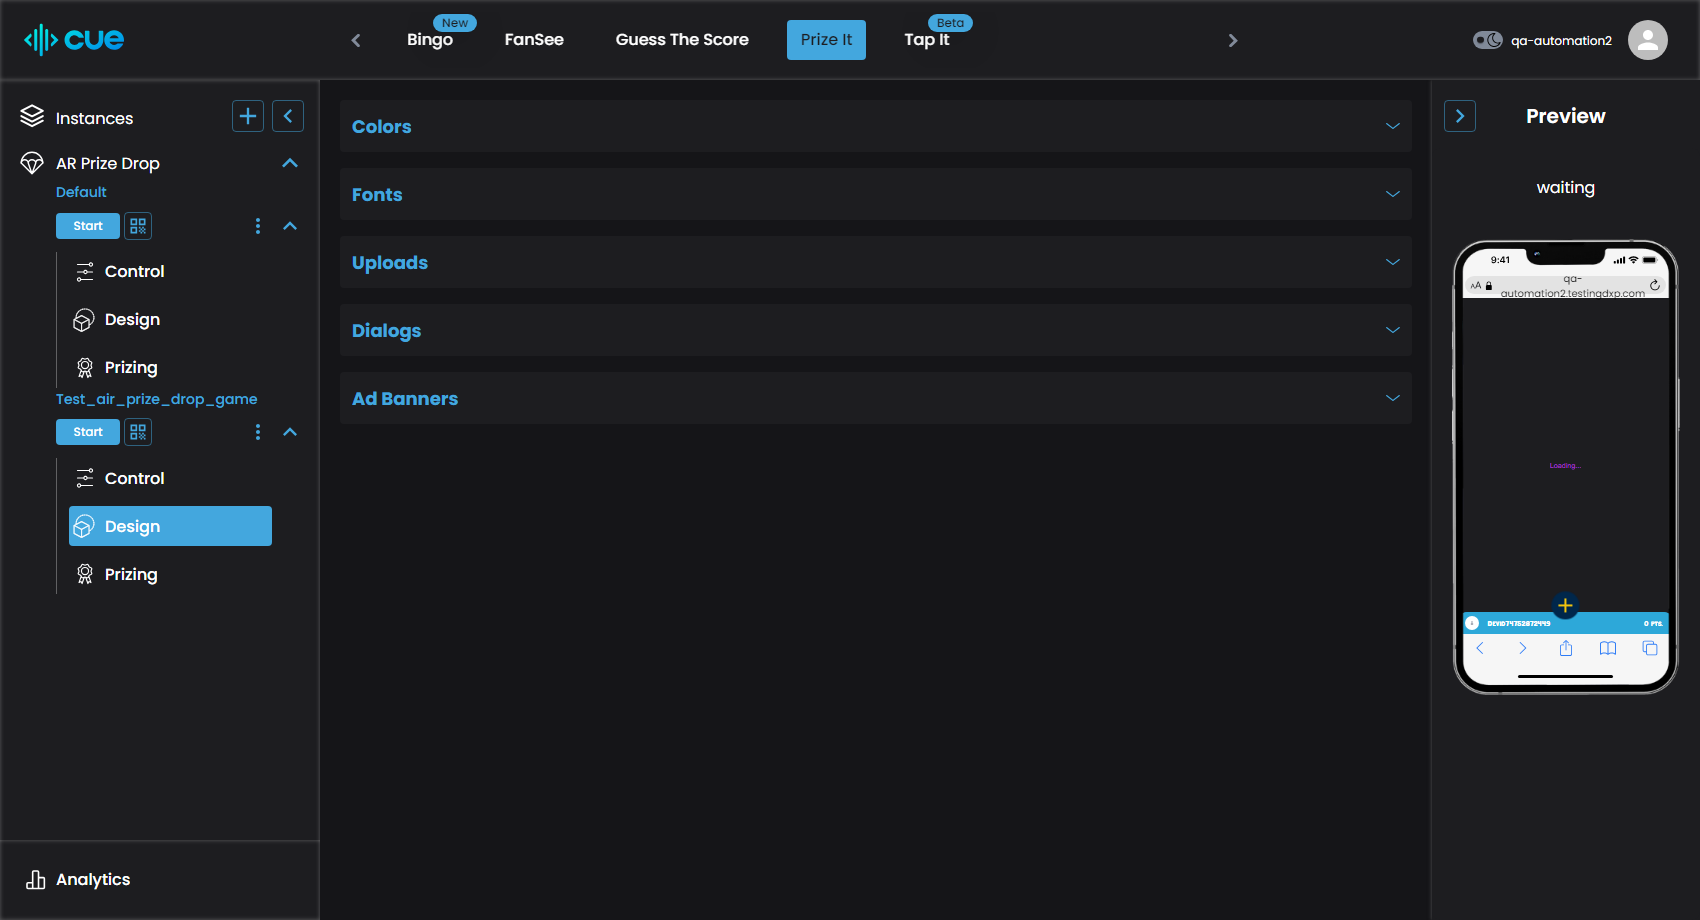 cue
Bingo
New
FanSee
Guess The Score
Prize It
Tap It
Beta
qa-automation2
Instances
AR Prize Drop
Default
Start
Control
Design
Prizing
Test_air_prize_drop_game
Start
Control
Design
Prizing
Analytics
Colors
Fonts
Uploads
Dialogs
Ad Banners
Preview
waiting
9:41
AA
qa-
automation2.testingdxp.com
Loading...
0 PTS.